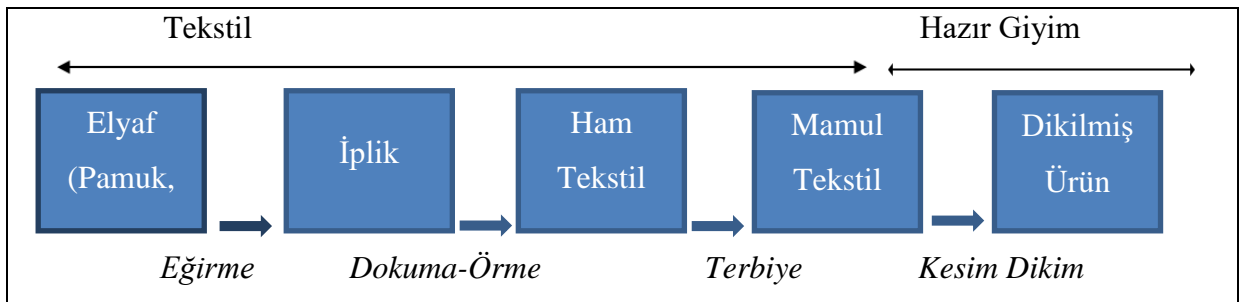 Tekstil
Hazır Giyim
Elyaf
(Pamuk,
İplik
Ham
Tekstil
Mamul
Tekstil
Dikilmiş
Ürün
Eğirme
Dokuma-Örme
Terbiye
Kesim Dikim